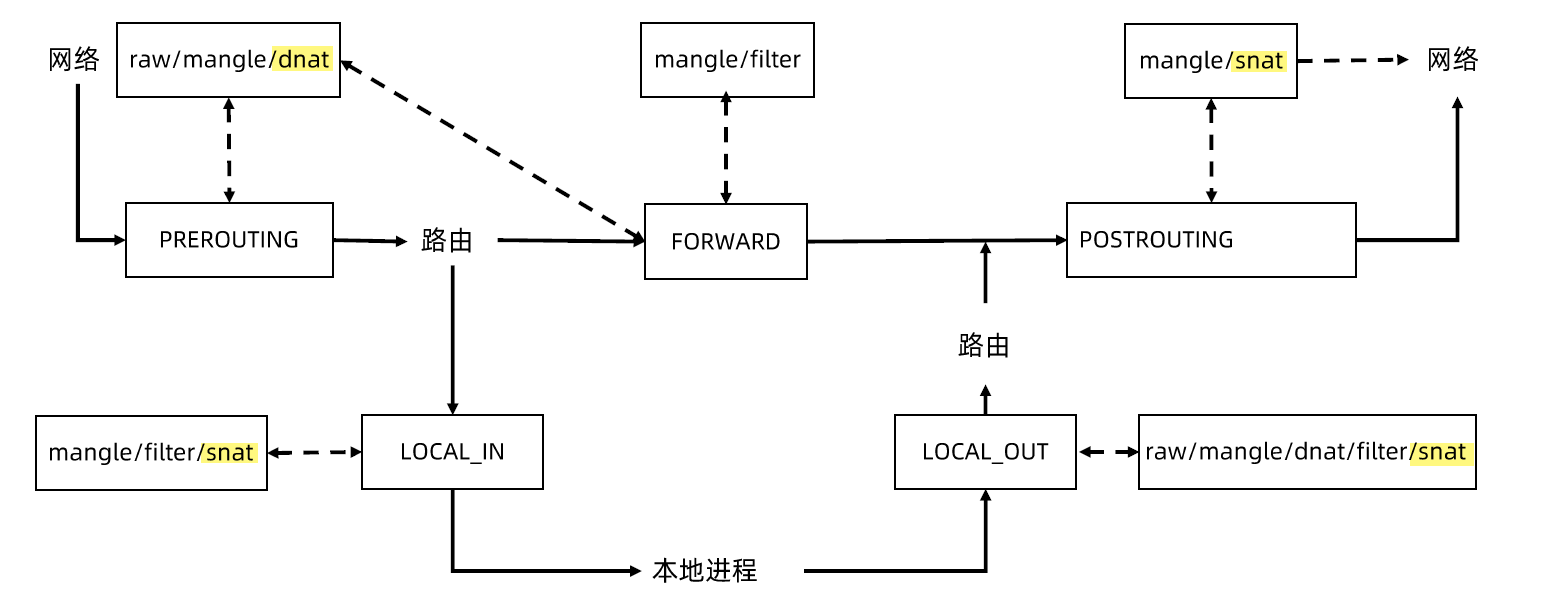 网络
raw/mangle/dnat
mangle/filter
mangle/snat
网络
PREROUTING
路由
FORWARD
POSTROUTING
路由
mangle/filter/snat
LOCAL_IN
LOCAL_OUT
raw/mangle/dnat/filter/snat
本地进程